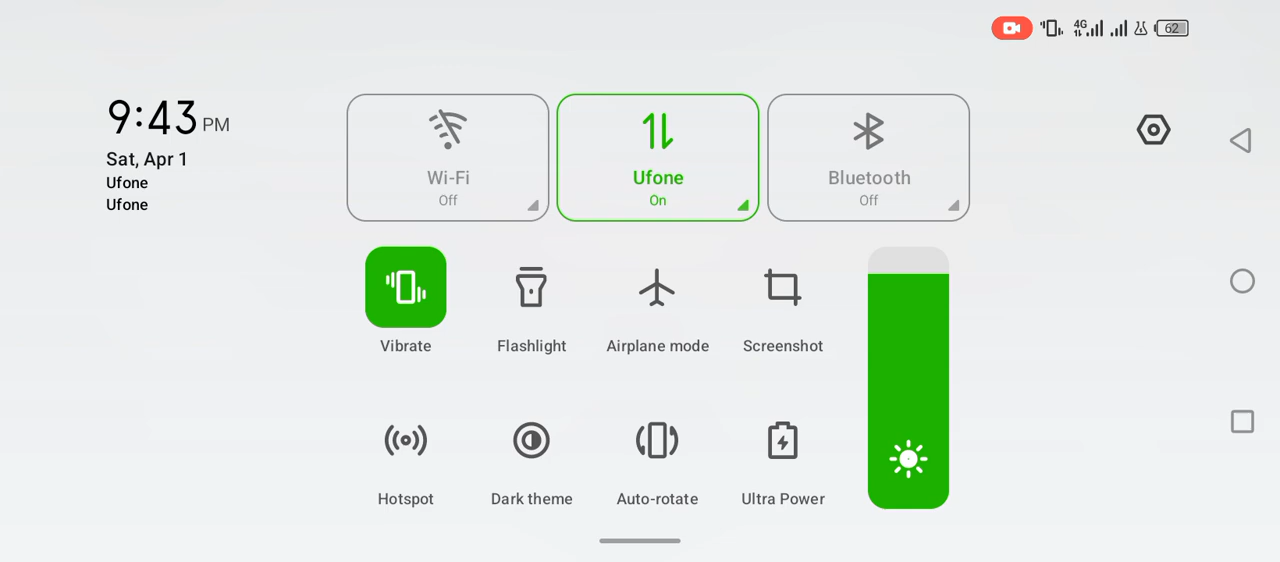 4G 62
9:43 PM
Sat, Apr 1
Ufone
Ufone
Wi-Fi
Off
Ufone
On
Bluetooth
Off
Vibrate
Flashlight
Airplane mode
Screenshot
Hotspot
Dark theme
Auto-rotate
Ultra Power